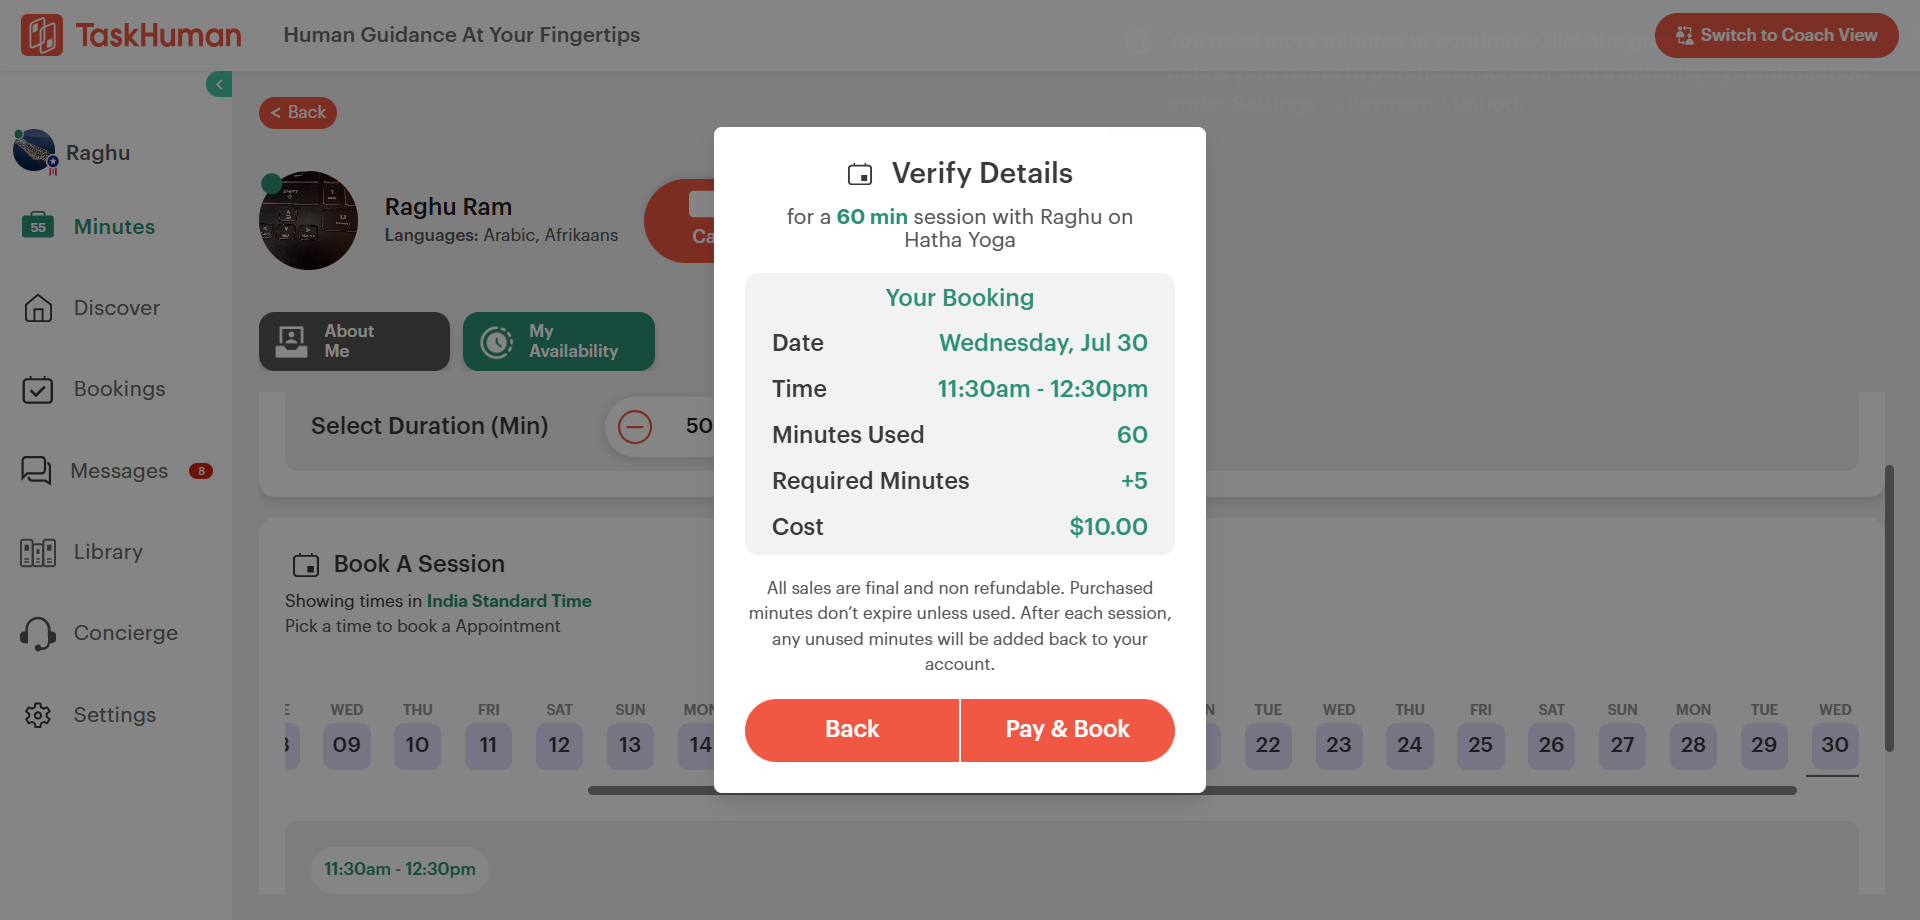 TaskHuman
Human Guidance At Your Fingertips
Switch to Coach View
< Back
Raghu
55
Minutes
Discover
Bookings
Messages
8
Library
Concierge
Settings
Raghu Ram
Languages: Arabic, Afrikaans
Ca
About
Me
My
Availability
Select Duration (Min)
50
Book A Session
Showing times in India Standard Time
Pick a time to book a Appointment
WED THU FRI SAT SUN MON TUE WED THU FRI SAT SUN MON TUE WED
09 10 11 12 13 14 22 23 24 25 26 27 28 29 30
11:30am - 12:30pm
Verify Details
for a 60 min session with Raghu on
Hatha Yoga
Your Booking
Date Wednesday, Jul 30
Time 11:30am - 12:30pm
Minutes Used 60
Required Minutes +5
Cost $10.00
All sales are final and non refundable. Purchased
minutes don’t expire unless used. After each session,
any unused minutes will be added back to your
account.
Back
Pay & Book